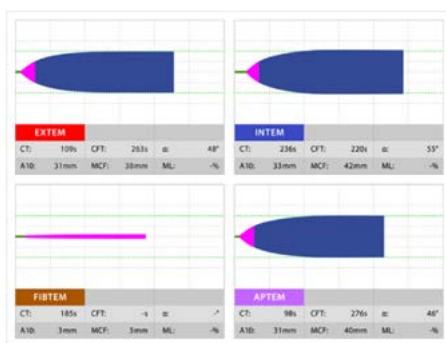 EXTEM
CT: 109s CFT: 263s α: 48°
A10: 31mm MCF: 38mm ML: -%
INTEM
CT: 236s CFT: 220s α: 55°
A10: 33mm MCF: 42mm ML: -%
FIBTEM
CT: 185s CFT: -s α: -°
A10: 3mm MCF: 3mm ML: -%
APTEM
CT: 98s CFT: 276s α: 46°
A10: 31mm MCF: 40mm ML: -%